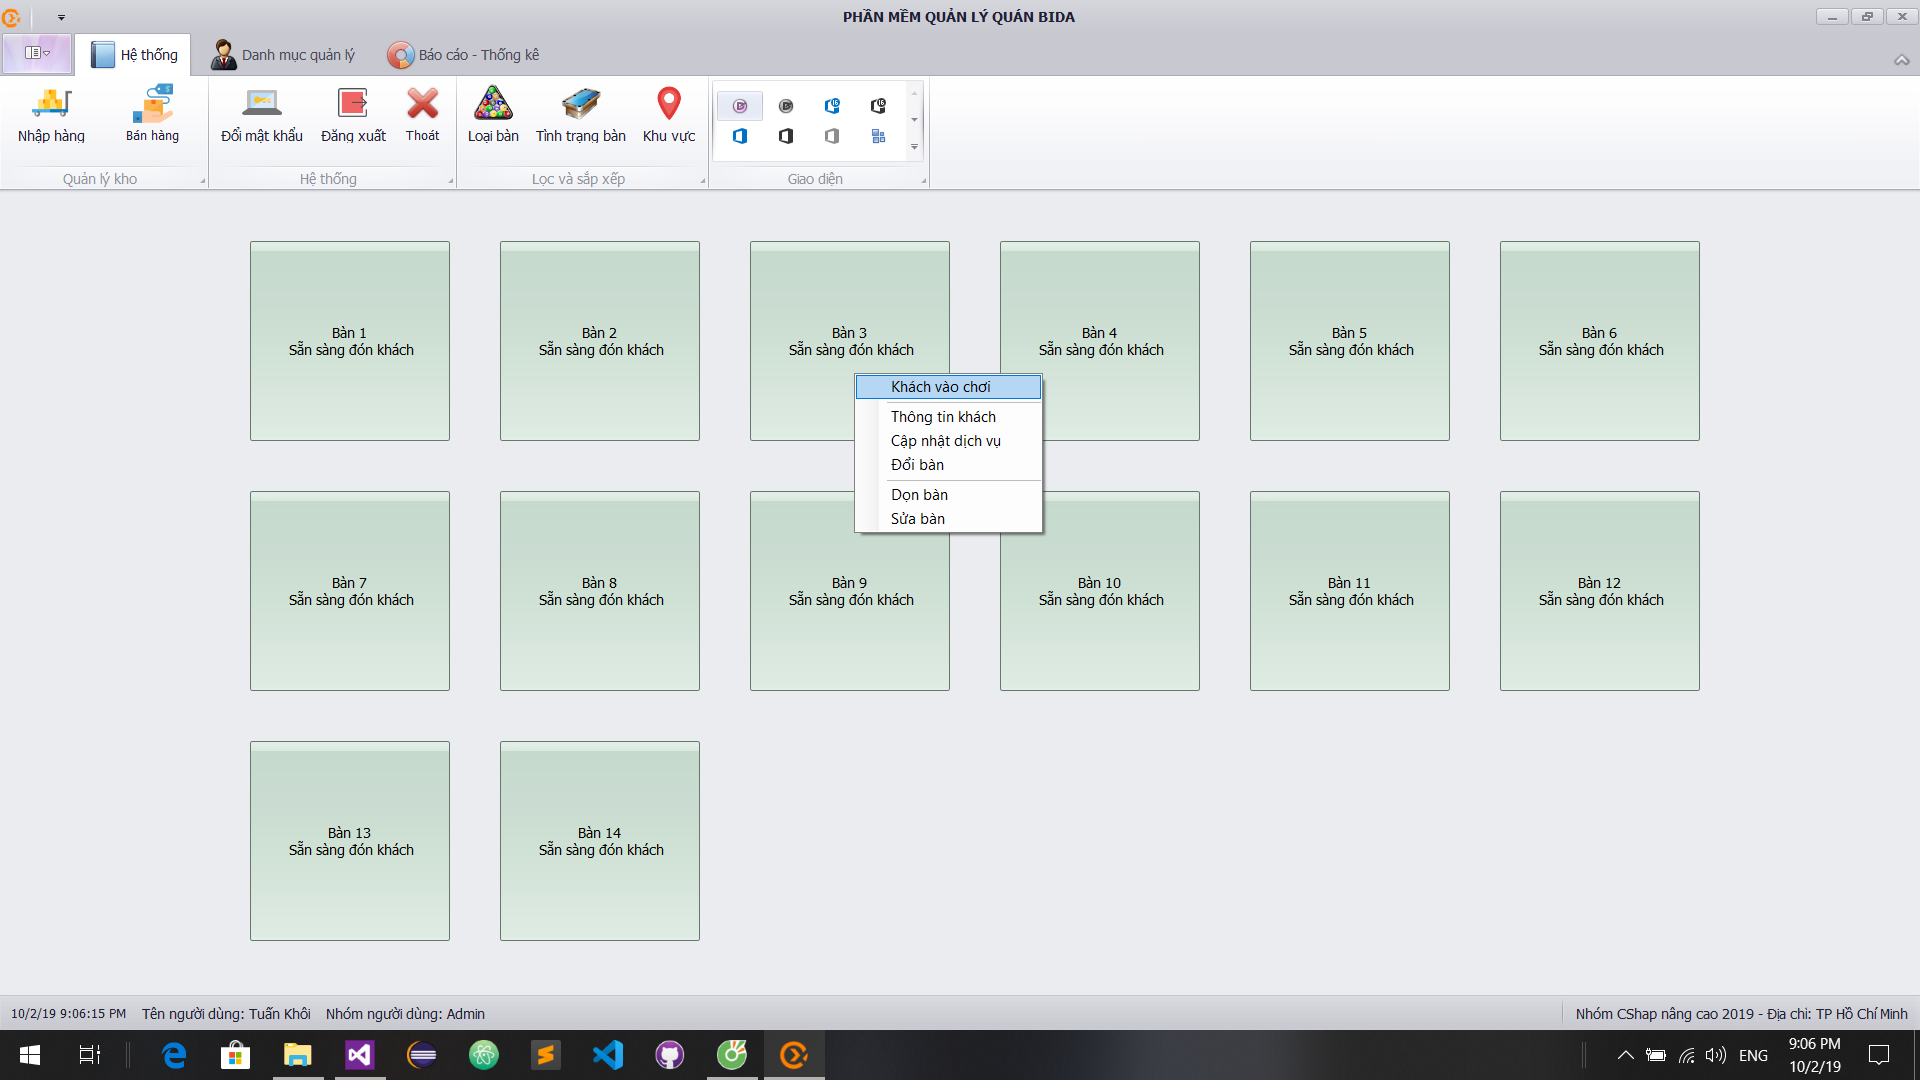 PHẦN MỀM QUẢN LÝ QUÁN BIDA
Hệ thống
Danh mục quản lý
Báo cáo - Thống kê
Nhập hàng
Bán hàng
Đổi mật khẩu
Đăng xuất
Thoát
Loại bàn
Tình trạng bàn
Khu vực
Quản lý kho
Hệ thống
Lọc và sắp xếp
Giao diện
Bàn 1
Sẵn sàng đón khách
Bàn 2
Sẵn sàng đón khách
Bàn 3
Sẵn sàng đón khách
Bàn 4
Sẵn sàng đón khách
Bàn 5
Sẵn sàng đón khách
Bàn 6
Sẵn sàng đón khách
Khách vào chơi
Thông tin khách
Cập nhật dịch vụ
Đổi bàn
Dọn bàn
Sửa bàn
Bàn 7
Sẵn sàng đón khách
Bàn 8
Sẵn sàng đón khách
Bàn 9
Sẵn sàng đón khách
Bàn 10
Sẵn sàng đón khách
Bàn 11
Sẵn sàng đón khách
Bàn 12
Sẵn sàng đón khách
Bàn 13
Sẵn sàng đón khách
Bàn 14
Sẵn sàng đón khách
10/2/19 9:06:15 PM
Tên người dùng: Tuấn Khôi
Nhóm người dùng: Admin
Nhóm CShap nâng cao 2019 - Địa chỉ: TP Hồ Chí Minh
ENG
9:06 PM
10/2/19